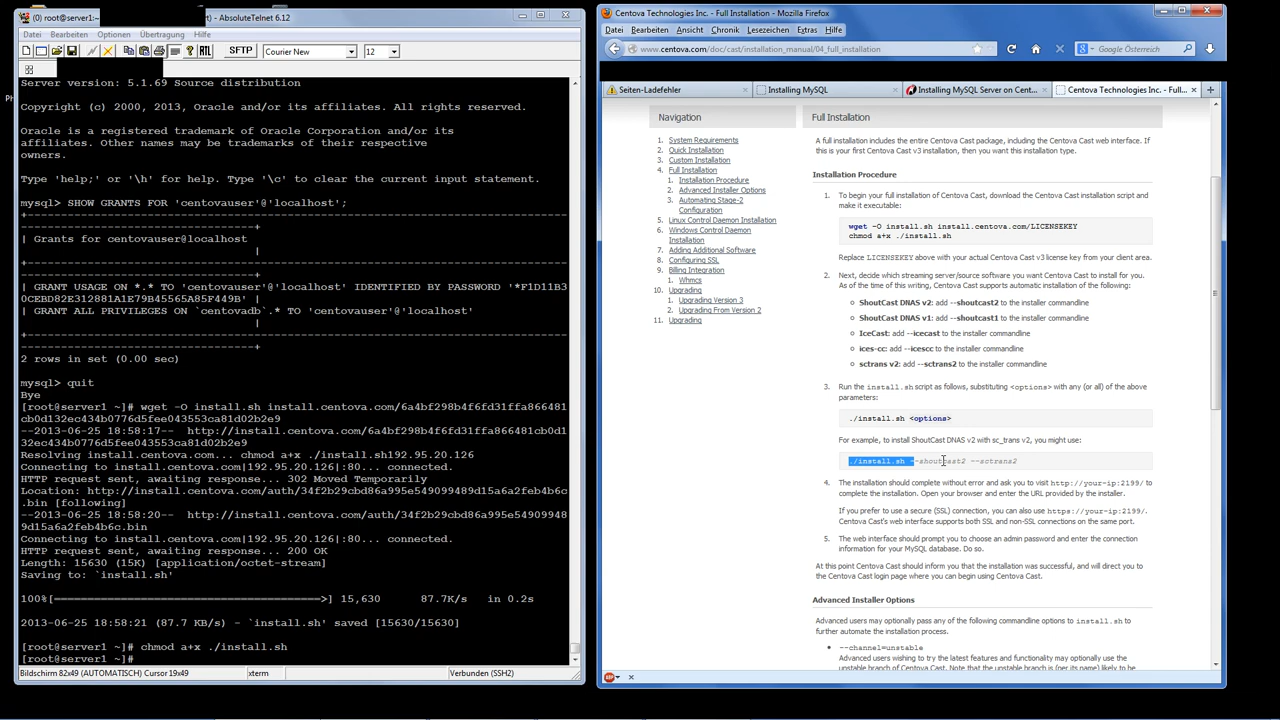 (!) root@server1:~
) - AbsoluteTelnet 6.12
Datei Bearbeiten Optionen Übertragung Hilfe
RTL SFTP Courier New 12
Server version: 5.1.69 Source distribution
Copyright (c) 2000, 2013, Oracle and/or its affiliates. All rights reserved.
Oracle is a registered trademark of Oracle Corporation and/or its
affiliates. Other names may be trademarks of their respective
owners.
Type 'help;' or '\h' for help. Type '\c' to clear the current input statement.
mysql> SHOW GRANTS FOR 'centovauser'@'localhost';
| Grants for centovauser@localhost
|
| GRANT USAGE ON *.* TO 'centovauser'@'localhost' IDENTIFIED BY PASSWORD '*F1D11B3
0CEBD82E312881A1E79B45565A85F449B' |
| GRANT ALL PRIVILEGES ON `centovadb`.* TO 'centovauser'@'localhost'
|
2 rows in set (0.00 sec)
mysql> quit
Bye
[root@server1 ~]# wget -O install.sh install.centova.com/6a4bf298b4f6fd31ffa866481
cb0d132ec434b0776d5fee043553ca81d02b2e9
--2013-06-25 18:58:17-- http://install.centova.com/6a4bf298b4f6fd31ffa866481cb0d1
32ec434b0776d5fee043553ca81d02b2e9
Resolving install.centova.com... chmod a+x ./install.sh192.95.20.126
Connecting to install.centova.com|192.95.20.126|:80... connected.
HTTP request sent, awaiting response... 302 Moved Temporarily
Location: http://install.centova.com/auth/34f2b29cbd86a995e54909948 9d15a6a2feb4b6c
.bin [following]
--2013-06-25 18:58:20-- http://install.centova.com/auth/34f2b29cbd86a995e5490994 8
9d15a6a2feb4b6c.bin
Connecting to install.centova.com|192.95.20.126|:80... connected.
HTTP request sent, awaiting response... 200 OK
Length: 15630 (15K) [application/octet-stream]
Saving to: `install.sh'
100%[======================================>] 15,630 87.7K/s in 0.2s
2013-06-25 18:58:21 (87.7 KB/s) - `install.sh' saved [15630/15630]
[root@server1 ~]# chmod a+x ./install.sh
[root@server1 ~]#
Bildschirm 82x49 (AUTOMATISCH) Cursor 19x49 xterm Verbunden (SSH2)
Centova Technologies Inc. - Full Installation - Mozilla Firefox
Datei Bearbeiten Ansicht Chronik Lesezeichen Extras Hilfe
www.centova.com/doc/cast/installation_manual/04_full_installation
Google Österreich
Seiten-Ladefehler Installing MySQL Installing MySQL Server on Cent... Centova Technologies Inc. - Full...
Navigation
1. System Requirements
2. Quick Installation
3. Custom Installation
4. Full Installation
1. Installation Procedure
2. Advanced Installer Options
3. Automating Stage-2
Configuration
5. Linux Control Daemon Installation
6. Windows Control Daemon
Installation
7. Adding Additional Software
8. Configuring SSL
9. Billing Integration
1. Whmcs
10. Upgrading
1. Upgrading Version 3
2. Upgrading From Version 2
11. Upgrading
Full Installation
A full installation includes the entire Centova Cast package, including the Centova Cast web interface. If
this is your first Centova Cast v3 installation, then you want this installation type.
Installation Procedure
1. To begin your full installation of Centova Cast, download the Centova Cast installation script and
make it executable:
wget -O install.sh install.centova.com/LICENSEKEY
chmod a+x ./install.sh
Replace LICENSEKEY above with your actual Centova Cast v3 license key from your client area.
2. Next, decide which streaming server/source software you want Centova Cast to install for you.
As of the time of this writing, Centova Cast supports automatic installation of the following:
ShoutCast DNAS v2: add --shoutcast2 to the installer commandline
ShoutCast DNAS v1: add --shoutcast1 to the installer commandline
IceCast: add --icecast to the installer commandline
ices-cc: add --icescc to the installer commandline
sctrans v2: add --sctrans2 to the installer commandline
3. Run the install.sh script as follows, substituting <options> with any (or all) of the above
parameters:
./install.sh <options>
For example, to install ShoutCast DNAS v2 with sc_trans v2, you might use:
./install.sh --shoutcast2 --sctrans2
4. The installation should complete without error and ask you to visit http://your-ip:2199/ to
complete the installation. Open your browser and enter the URL provided by the installer.
If you prefer to use a secure (SSL) connection, you can also use https://your-ip:2199/.
Centova Cast's web interface supports both SSL and non-SSL connections on the same port.
5. The web interface should prompt you to choose an admin password and enter the connection
information for your MySQL database. Do so.
At this point Centova Cast should inform you that the installation was successful, and will direct you to
the Centova Cast login page where you can begin using Centova Cast.
Advanced Installer Options
Advanced users may optionally pass any of the following commandline options to install.sh to
further automate the installation process.
--channel=unstable
Advanced users wishing to try the latest features and functionality may optionally use the
unstable branch of Centova Cast. Note that the unstable branch is (per its name) likely to be
ABP